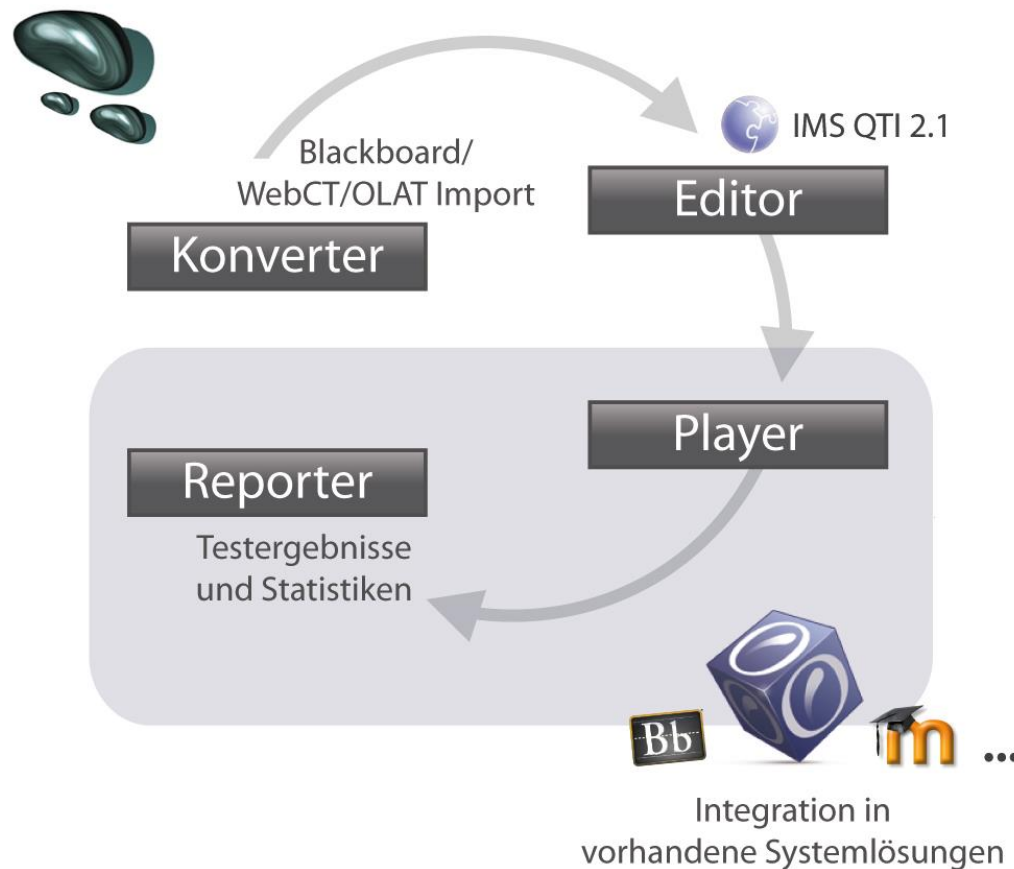 IMS QTI 2.1
Blackboard/
WebCT/OLAT Import
Editor
Konverter
Player
Reporter
Testergebnisse
und Statistiken
Bb
m
...
Integration in
vorhandene Systemlösungen